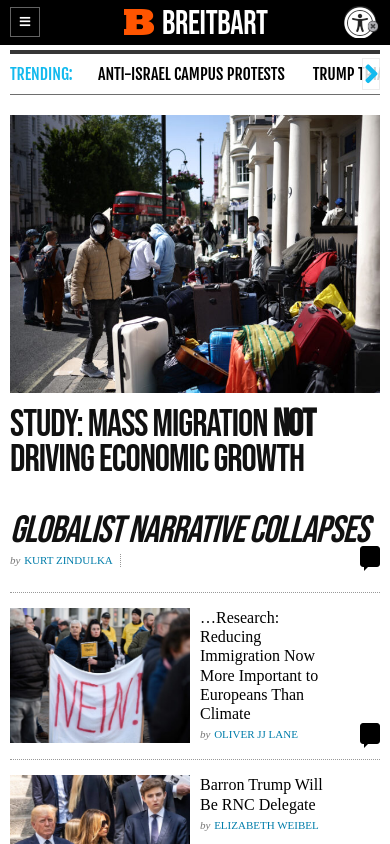 BREITBART
TRENDING: ANTI-ISRAEL CAMPUS PROTESTS TRUMP
STUDY: MASS MIGRATION NOT
DRIVING ECONOMIC GROWTH
GLOBALIST NARRATIVE COLLAPSES
by KURT ZINDULKA
NEIN!
…Research:
Reducing
Immigration Now
More Important to
Europeans Than
Climate
by OLIVER JJ LANE
Barron Trump Will
Be RNC Delegate
by ELIZABETH WEIBEL